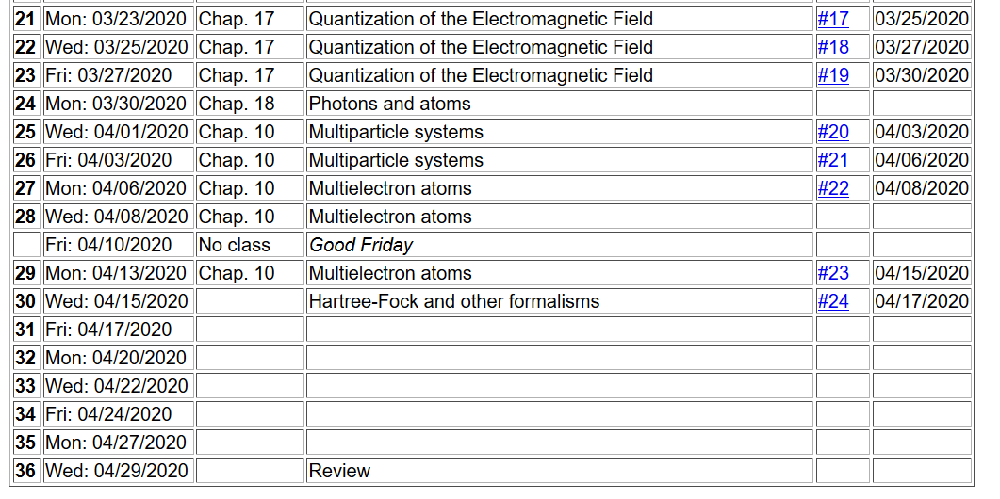 21 Mon: 03/23/2020 Chap. 17 Quantization of the Electromagnetic Field #17 03/25/2020
22 Wed: 03/25/2020 Chap. 17 Quantization of the Electromagnetic Field #18 03/27/2020
23 Fri: 03/27/2020 Chap. 17 Quantization of the Electromagnetic Field #19 03/30/2020
24 Mon: 03/30/2020 Chap. 18 Photons and atoms
25 Wed: 04/01/2020 Chap. 10 Multiparticle systems #20 04/03/2020
26 Fri: 04/03/2020 Chap. 10 Multiparticle systems #21 04/06/2020
27 Mon: 04/06/2020 Chap. 10 Multielectron atoms #22 04/08/2020
28 Wed: 04/08/2020 Chap. 10 Multielectron atoms
Fri: 04/10/2020 No class Good Friday
29 Mon: 04/13/2020 Chap. 10 Multielectron atoms #23 04/15/2020
30 Wed: 04/15/2020 Hartree-Fock and other formalisms #24 04/17/2020
31 Fri: 04/17/2020
32 Mon: 04/20/2020
33 Wed: 04/22/2020
34 Fri: 04/24/2020
35 Mon: 04/27/2020
36 Wed: 04/29/2020 Review